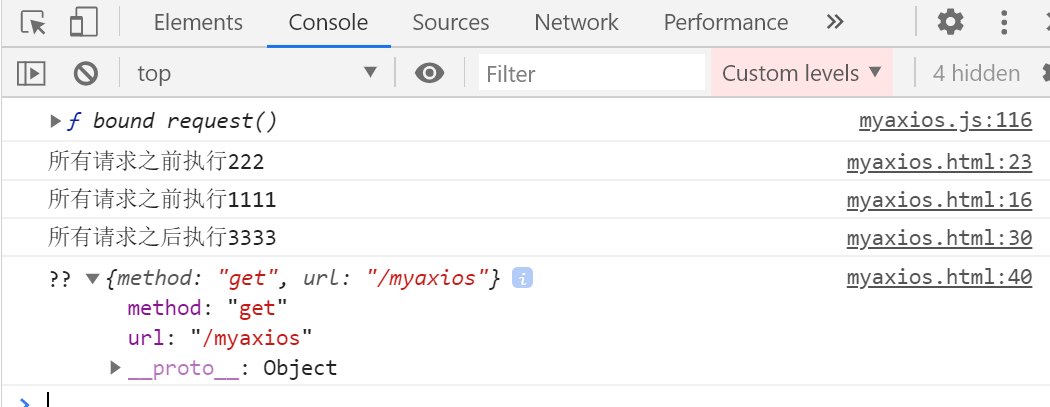 Elements Console Sources Network Performance »
top Filter Custom levels ▼ 4 hidden
▶ƒ bound request() myaxios.js:116
所有请求之前执行222 myaxios.html:23
所有请求之前执行1111 myaxios.html:16
所有请求之后执行3333 myaxios.html:30
?? ▼{method: "get", url: "/myaxios"} i myaxios.html:40
method: "get"
url: "/myaxios"
▶__proto__: Object
>